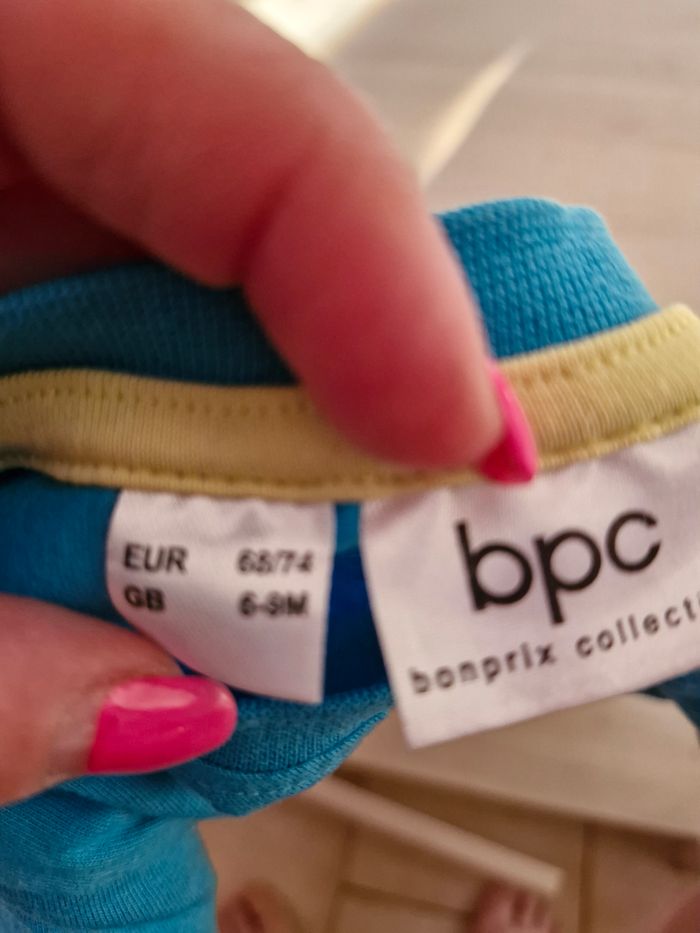 EUR 68/74
GB 6-9M
bpc
bonprix collecti